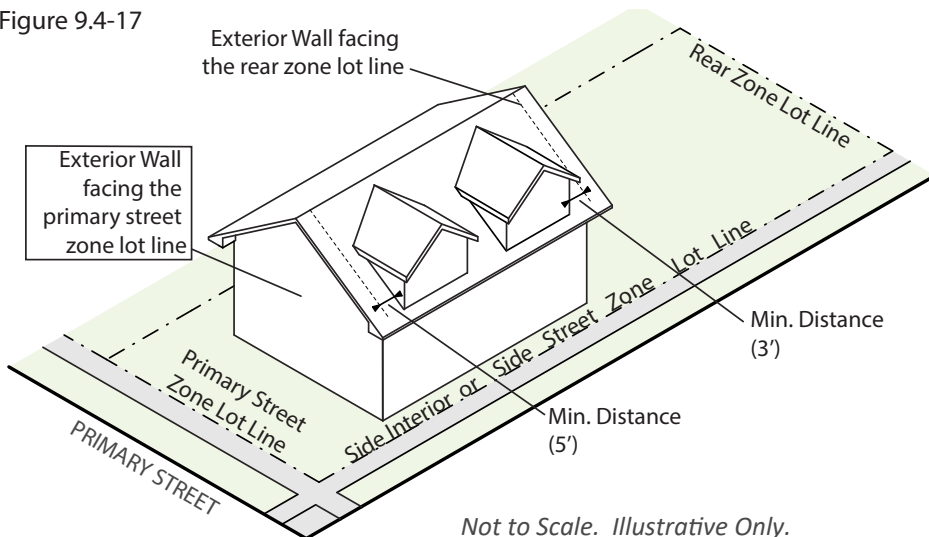 Figure 9.4-17
Exterior Wall facing
the rear zone lot line
Rear Zone Lot Line
Exterior Wall
facing the
primary street
zone lot line
Min. Distance
(3')
Primary Street
Zone Lot Line
Side Interior or Side Street Zone Lot Line
Min. Distance
(5')
PRIMARY STREET
Not to Scale. Illustrative Only.